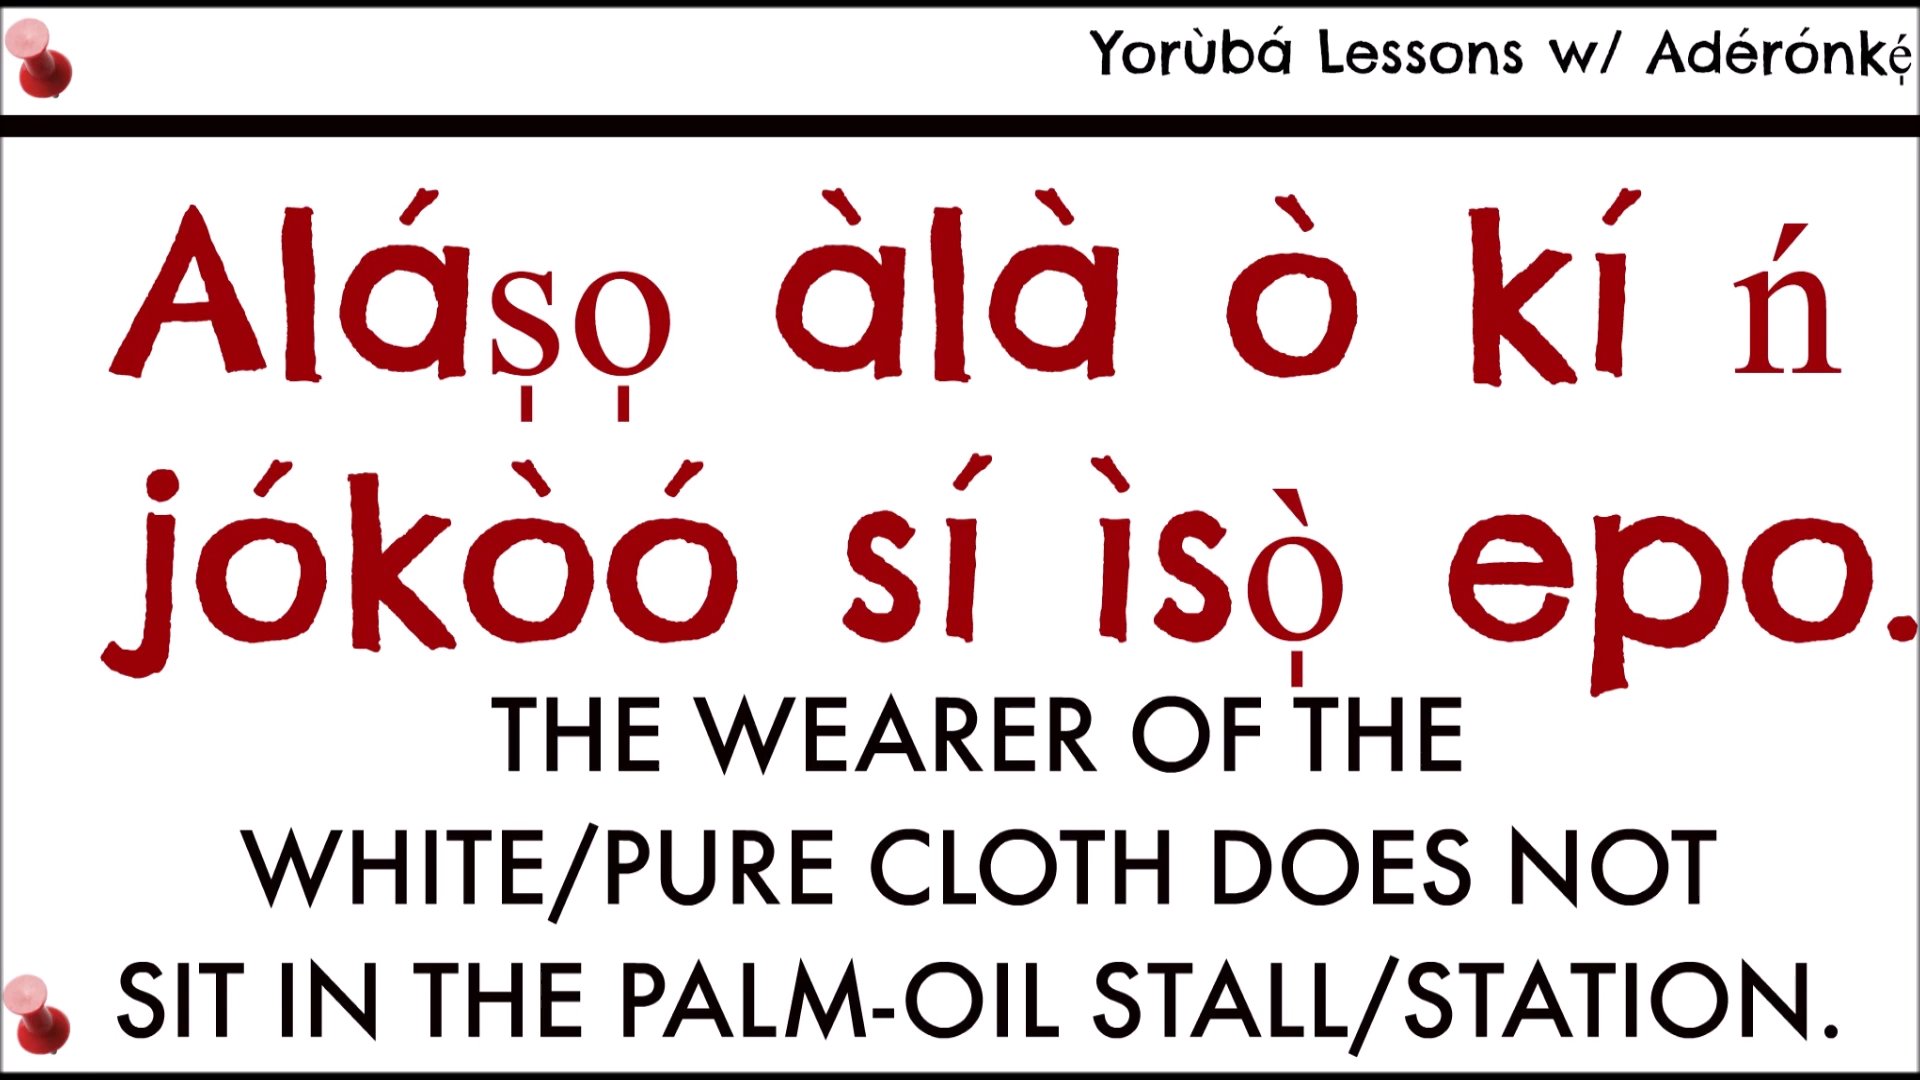 Yorùbá Lessons w/ Adérónkẹ́
Aláṣọ àlà ò kí ń
jókòó sí ìsọ̀ epo.
THE WEARER OF THE
WHITE/PURE CLOTH DOES NOT
SIT IN THE PALM-OIL STALL/STATION.